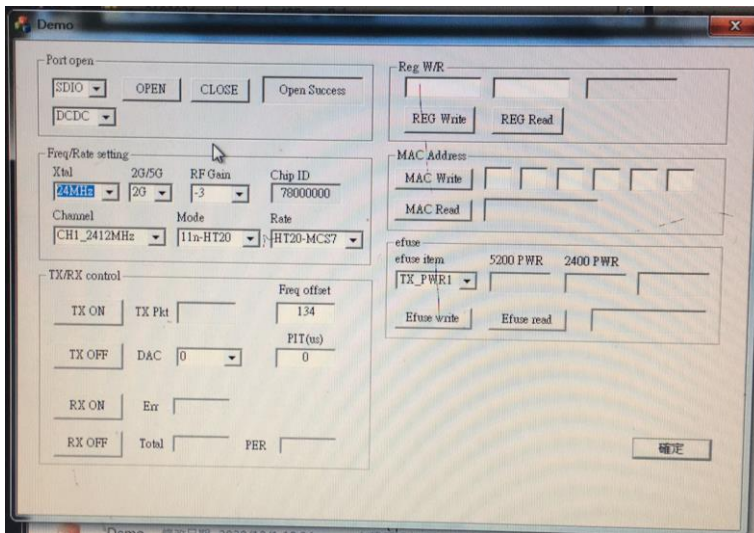 Demo
Port open
SDIO
OPEN
CLOSE
Open Success
DCDC
Freq/Rate setting
Xtal
2G/5G
RF Gain
Chip ID
24MHz
2G
-3
78000000
Channel
Mode
Rate
CH1_2412MHz
11n-HT20
HT20-MCS7
TX/RX control
Freq offset
TX ON
TX Pkt
134
PIT(us)
TX OFF
DAC
0
0
RX ON
Err
RX OFF
Total
PER
Reg W/R
REG Write
REG Read
MAC Address
MAC Write
MAC Read
efuse
efuse item
5200 PWR
2400 PWR
TX_PWR1
Efuse write
Efuse read
確定
Demo